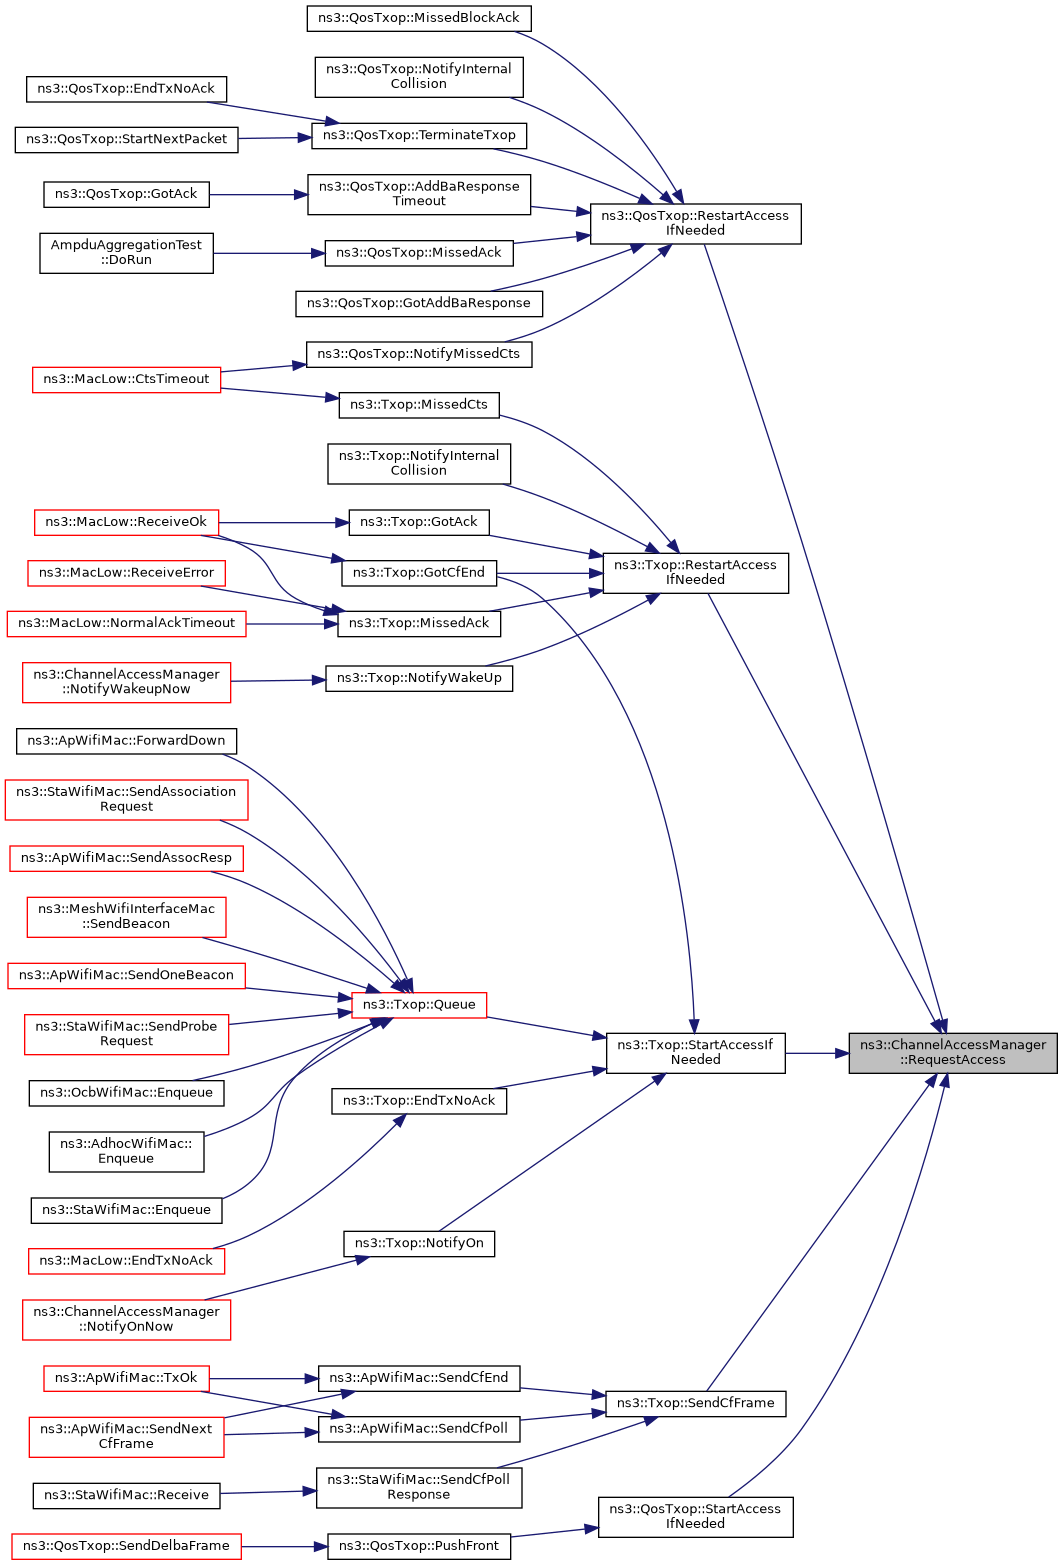 ns3::QosTxop::MissedBlockAck
ns3::QosTxop::NotifyInternal
Collision
ns3::QosTxop::EndTxNoAck
ns3::QosTxop::TerminateTxop
ns3::QosTxop::StartNextPacket
ns3::QosTxop::GotAck
ns3::QosTxop::AddBaResponse
Timeout
ns3::QosTxop::RestartAccess
IfNeeded
AmpduAggregationTest
::DoRun
ns3::QosTxop::MissedAck
ns3::QosTxop::GotAddBaResponse
ns3::QosTxop::NotifyMissedCts
ns3::MacLow::CtsTimeout
ns3::Txop::MissedCts
ns3::Txop::NotifyInternal
Collision
ns3::MacLow::ReceiveOk
ns3::Txop::GotAck
ns3::MacLow::ReceiveError
ns3::Txop::GotCfEnd
ns3::Txop::RestartAccess
IfNeeded
ns3::MacLow::NormalAckTimeout
ns3::Txop::MissedAck
ns3::ChannelAccessManager
::NotifyWakeupNow
ns3::Txop::NotifyWakeUp
ns3::ApWifiMac::ForwardDown
ns3::StaWifiMac::SendAssociation
Request
ns3::ApWifiMac::SendAssocResp
ns3::MeshWifiInterfaceMac
::SendBeacon
ns3::ApWifiMac::SendOneBeacon
ns3::Txop::Queue
ns3::StaWifiMac::SendProbe
Request
ns3::Txop::StartAccessIf
Needed
ns3::ChannelAccessManager
::RequestAccess
ns3::OcbWifiMac::Enqueue
ns3::Txop::EndTxNoAck
ns3::AdhocWifiMac::
Enqueue
ns3::StaWifiMac::Enqueue
ns3::MacLow::EndTxNoAck
ns3::Txop::NotifyOn
ns3::ChannelAccessManager
::NotifyOnNow
ns3::ApWifiMac::TxOk
ns3::ApWifiMac::SendCfEnd
ns3::Txop::SendCfFrame
ns3::ApWifiMac::SendNext
CfFrame
ns3::ApWifiMac::SendCfPoll
ns3::StaWifiMac::Receive
ns3::StaWifiMac::SendCfPoll
Response
ns3::QosTxop::StartAccess
IfNeeded
ns3::QosTxop::SendDelbaFrame
ns3::QosTxop::PushFront